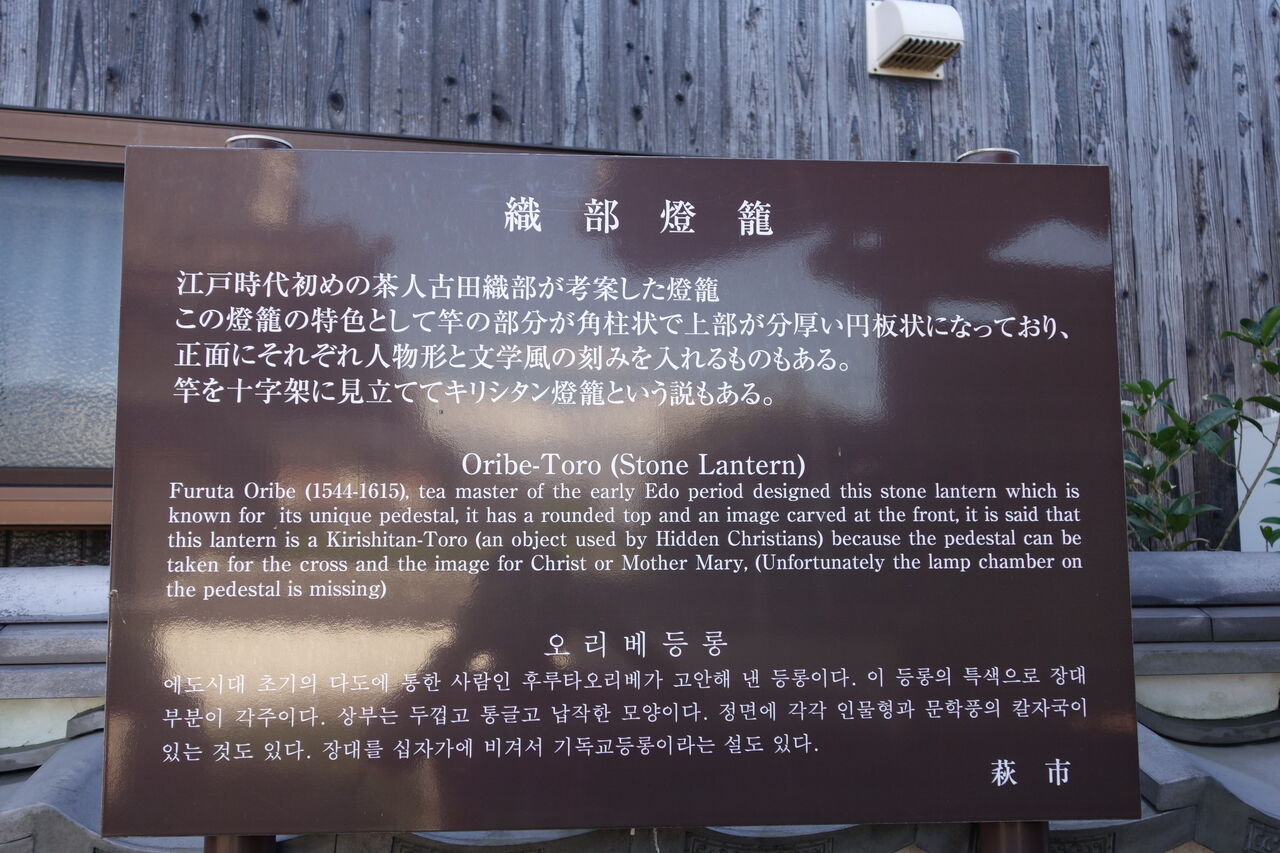 織部燈籠
江戸時代初めの茶人古田織部が考案した燈籠
この燈籠の特色として竿の部分が角柱状で上部が分厚い円板状になっており、
正面にそれぞれ人物形と文学風の刻みを入れるものもある。
竿を十字架に見立ててキリシタン燈籠という説もある。
Oribe-Toro (Stone Lantern)
Furuta Oribe (1544-1615), tea master of the early Edo period designed this stone lantern which is
known for its unique pedestal, it has a rounded top and an image carved at the front, it is said that
this lantern is a Kirishitan-Toro (an object used by Hidden Christians) because the pedestal can be
taken for the cross and the image for Christ or Mother Mary, (Unfortunately the lamp chamber on
the pedestal is missing)
오리베등롱
에도시대 초기의 다도에 통한 사람인 후루타오리베가 고안해 낸 등롱이다. 이 등롱의 특색으로 장대
부분이 각주이다. 상부는 두껍고 통글고 납작한 모양이다. 정면에 각각 인물형과 문학풍의 칼자국이
있는 것도 있다. 장대를 십자가에 비겨서 기독교등롱이라는 설도 있다.
萩市